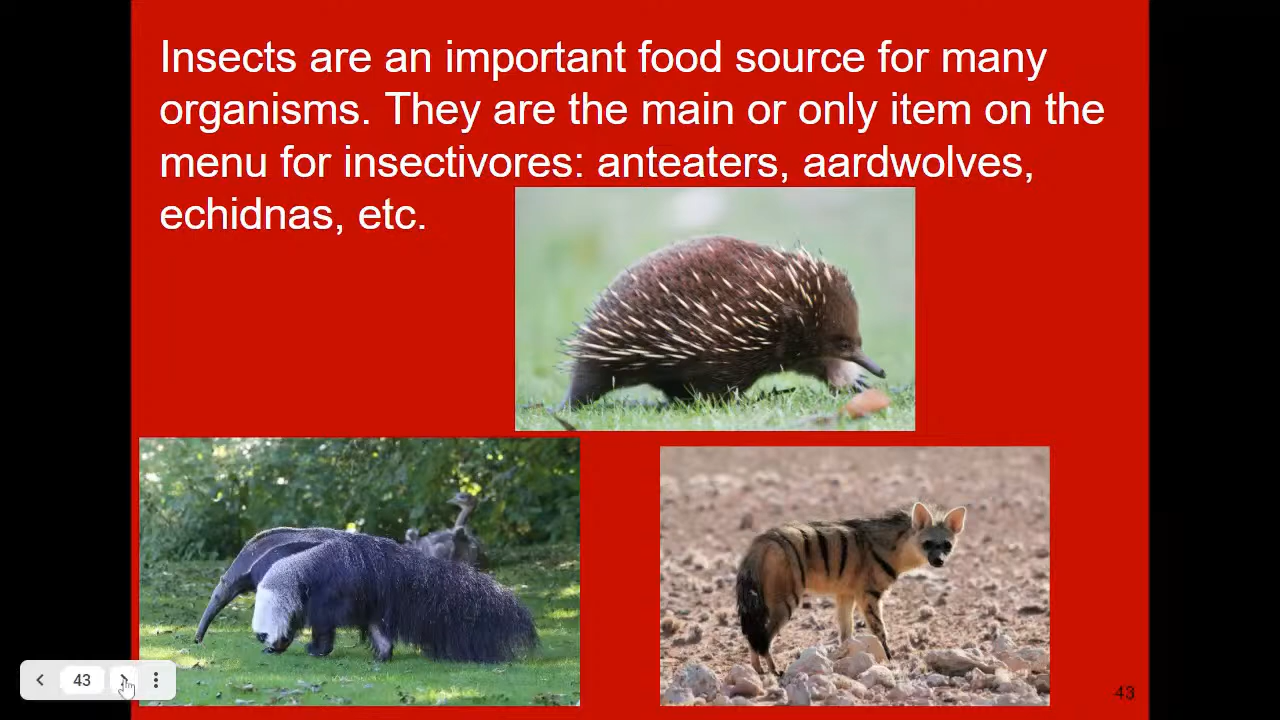 Insects are an important food source for many
organisms. They are the main or only item on the
menu for insectivores: anteaters, aardwolves,
echidnas, etc.
43
43